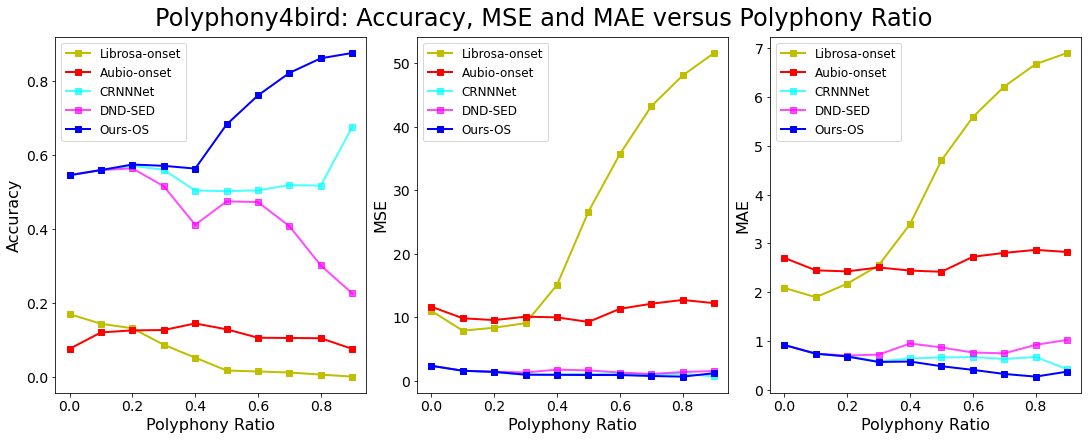 Polyphony4bird: Accuracy, MSE and MAE versus Polyphony Ratio
Librosa-onset
Aubio-onset
CRNNNet
DND-SED
Ours-OS
0.8
0.6
0.4
0.2
0.0
Accuracy
0.0 0.2 0.4 0.6 0.8
Polyphony Ratio
Librosa-onset
Aubio-onset
CRNNNet
DND-SED
Ours-OS
50
40
30
20
10
0
MSE
0.0 0.2 0.4 0.6 0.8
Polyphony Ratio
Librosa-onset
Aubio-onset
CRNNNet
DND-SED
Ours-OS
7
6
5
4
3
2
1
0
MAE
0.0 0.2 0.4 0.6 0.8
Polyphony Ratio